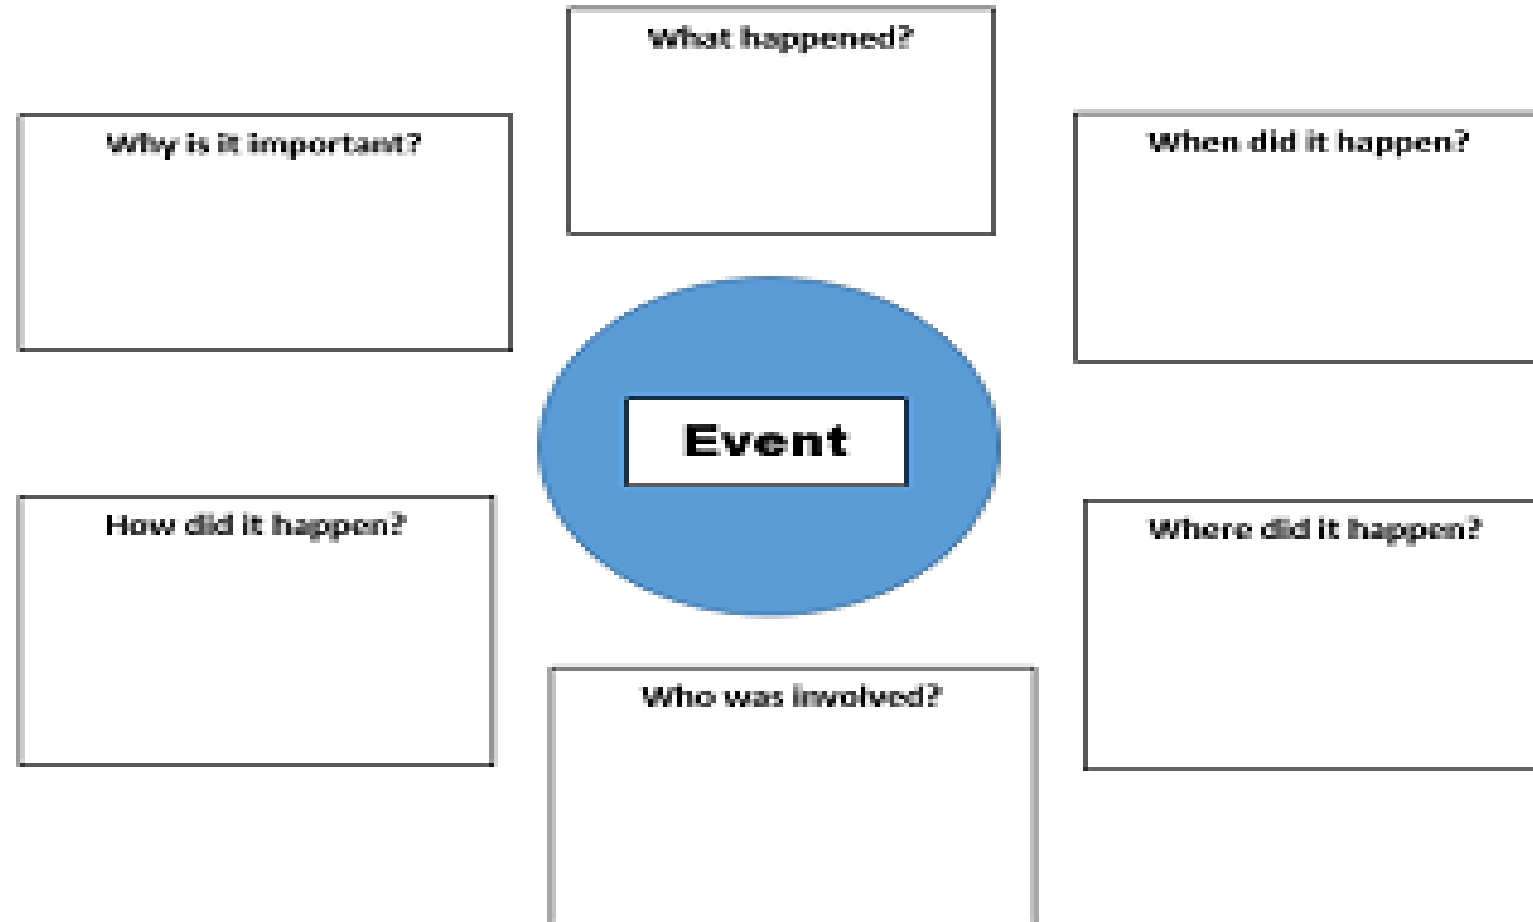 What happened?
Why is it important?
When did it happen?
Event
How did it happen?
Where did it happen?
Who was involved?